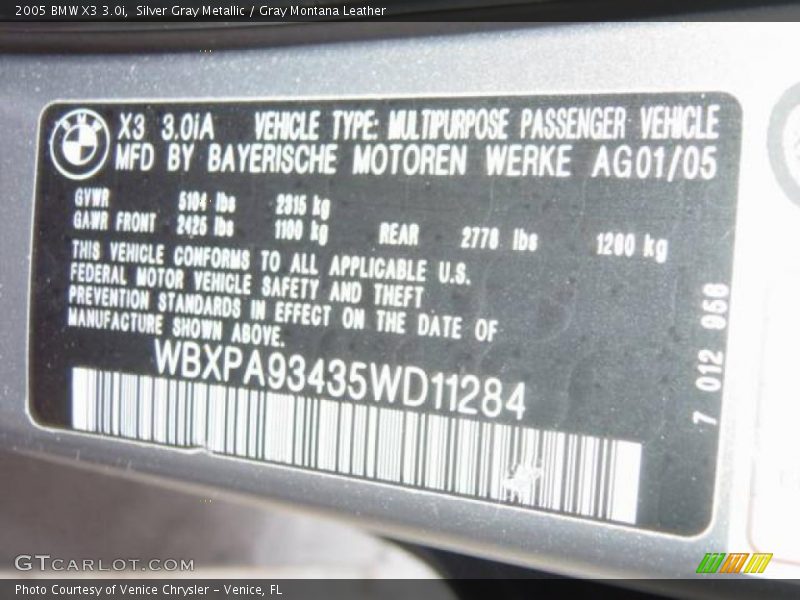 2005 BMW X3 3.0i, Silver Gray Metallic / Gray Montana Leather
X3 3.0iA VEHICLE TYPE: MULTIPURPOSE PASSENGER VEHICLE
MFD BY BAYERISCHE MOTOREN WERKE AG 01/05
GVWR 5104 lbs 2315 kg
GAWR FRONT 2425 lbs 1100 kg REAR 2778 lbs 1260 kg
THIS VEHICLE CONFORMS TO ALL APPLICABLE U.S.
FEDERAL MOTOR VEHICLE SAFETY AND THEFT
PREVENTION STANDARDS IN EFFECT ON THE DATE OF
MANUFACTURE SHOWN ABOVE.
WBXPA93435WD11284
7 012 958
GTCARLOT.COM
Photo Courtesy of Venice Chrysler - Venice, FL